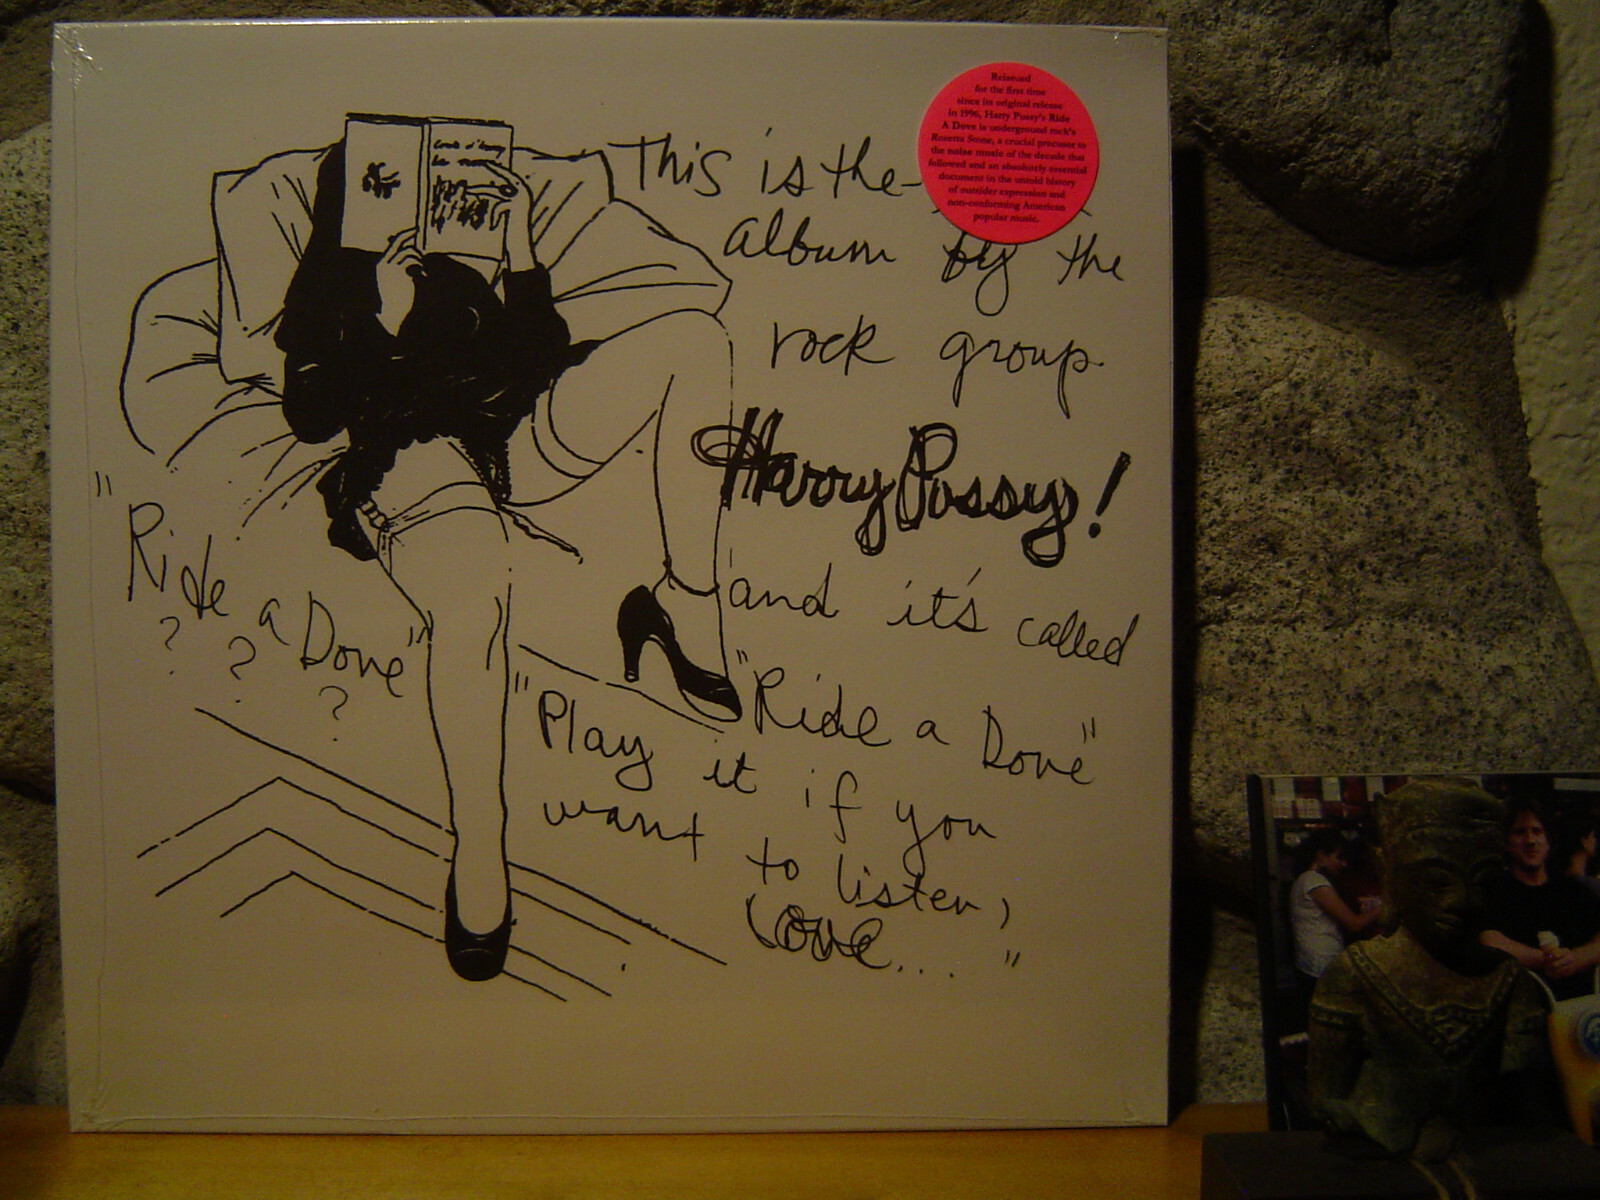 This is the
album by the
rock group
Harry Pussy!
and it's called
"Ride a Dove"
"Play it if you
want to listen,
Love... "
"Ride a Dove"
? ? ?
Reissued
for the first time
since its original release
in 1996, Harry Pussy's Ride
A Dove is underground rock's
Rosetta Stone, a crucial precursor to
the noise music of the decade that
followed and an absolutely essential
document in the untold history
of outsider expression and
non-conforming American
popular music.